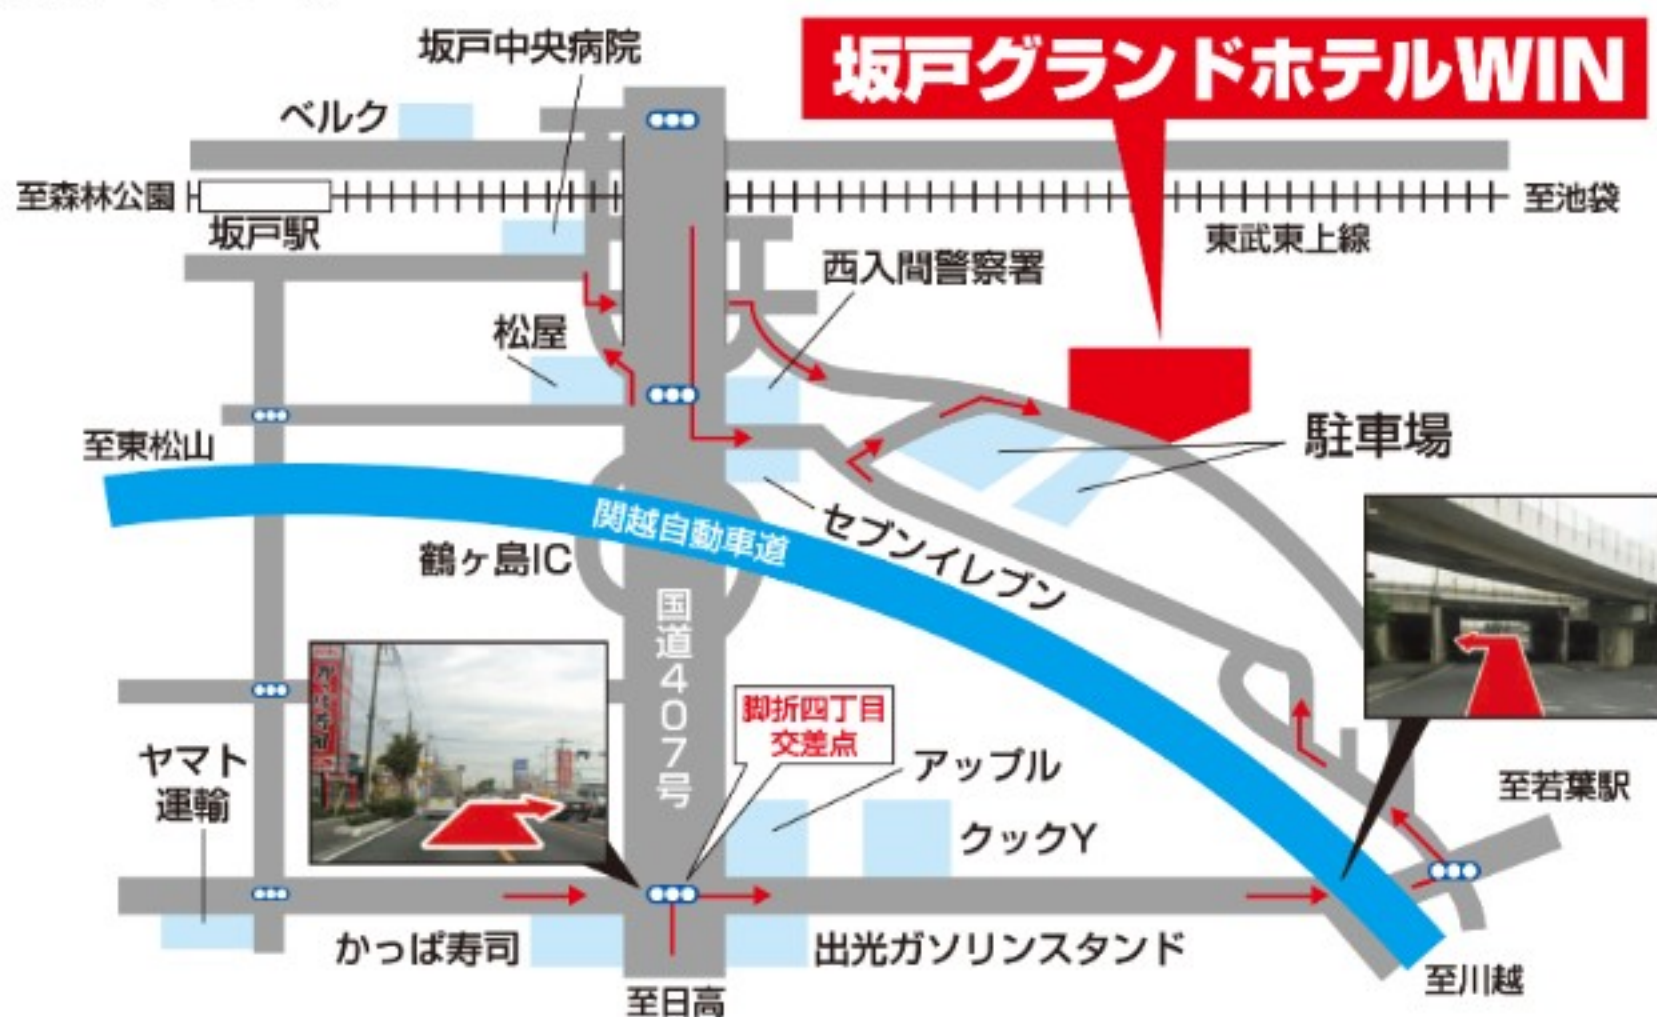 坂戸中央病院
坂戸グランドホテルWIN
ベルク
至森林公園
坂戸駅
至池袋
東武東上線
西入間警察署
松屋
至東松山
駐車場
関越自動車道
セブンイレブン
鶴ヶ島IC
国道407号
脚折四丁目
交差点
アップル
ヤマト
運輸
クックY
至若葉駅
かっぱ寿司
出光ガソリンスタンド
至日高
至川越